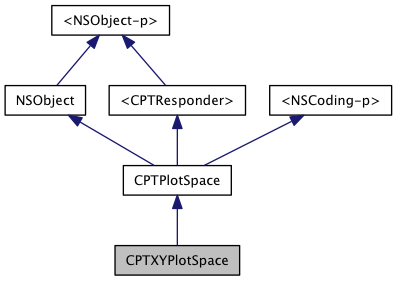 <NSObject-p>
NSObject
<CPTResponder>
<NSCoding-p>
CPTPlotSpace
CPTXYPlotSpace